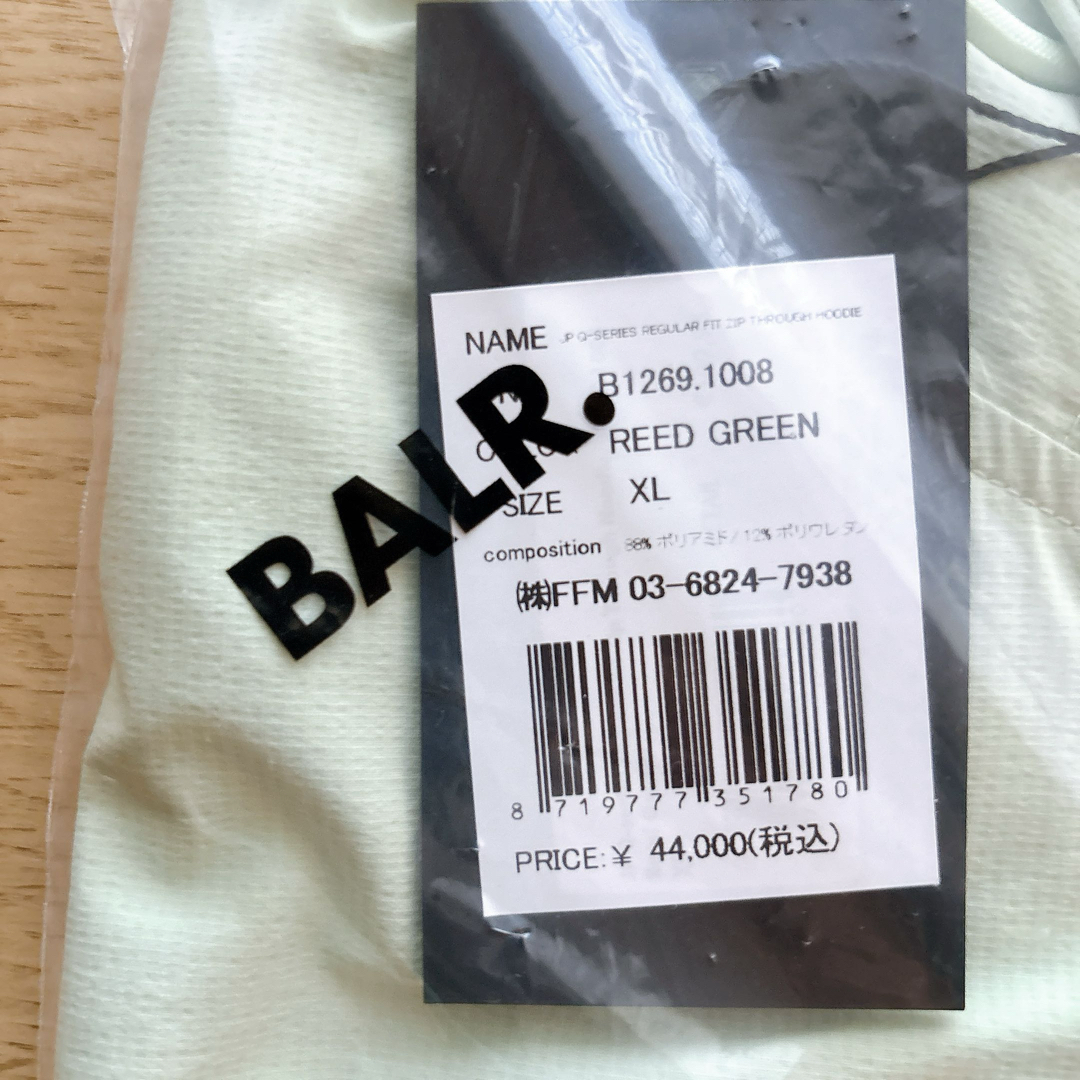 NAME JP Q-SERIES REGULAR FIT ZIP THROUGH HOODIE
B1269.1008
REED GREEN
SIZE XL
composition 88% ポリアミド/12% ポリウレタン
㈱FFM 03-6824-7938
8 719777 351780
PRICE:¥ 44,000(税込)
BALR.